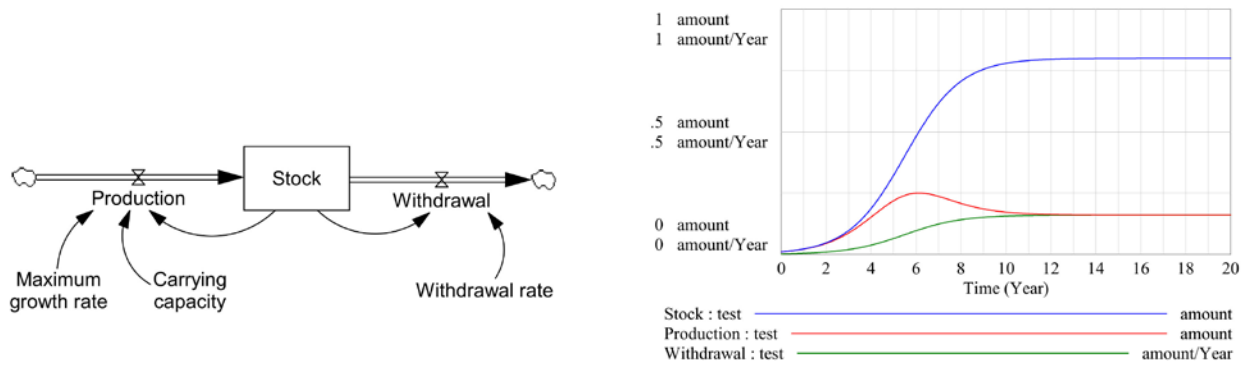 Production
Stock
Withdrawal
Maximum
growth rate
Carrying
capacity
Withdrawal rate
1 amount
1 amount/Year
.5 amount
.5 amount/Year
0 amount
0 amount/Year
0 2 4 6 8 10 12 14 16 18 20
Time (Year)
Stock : test amount
Production : test amount
Withdrawal : test amount/Year